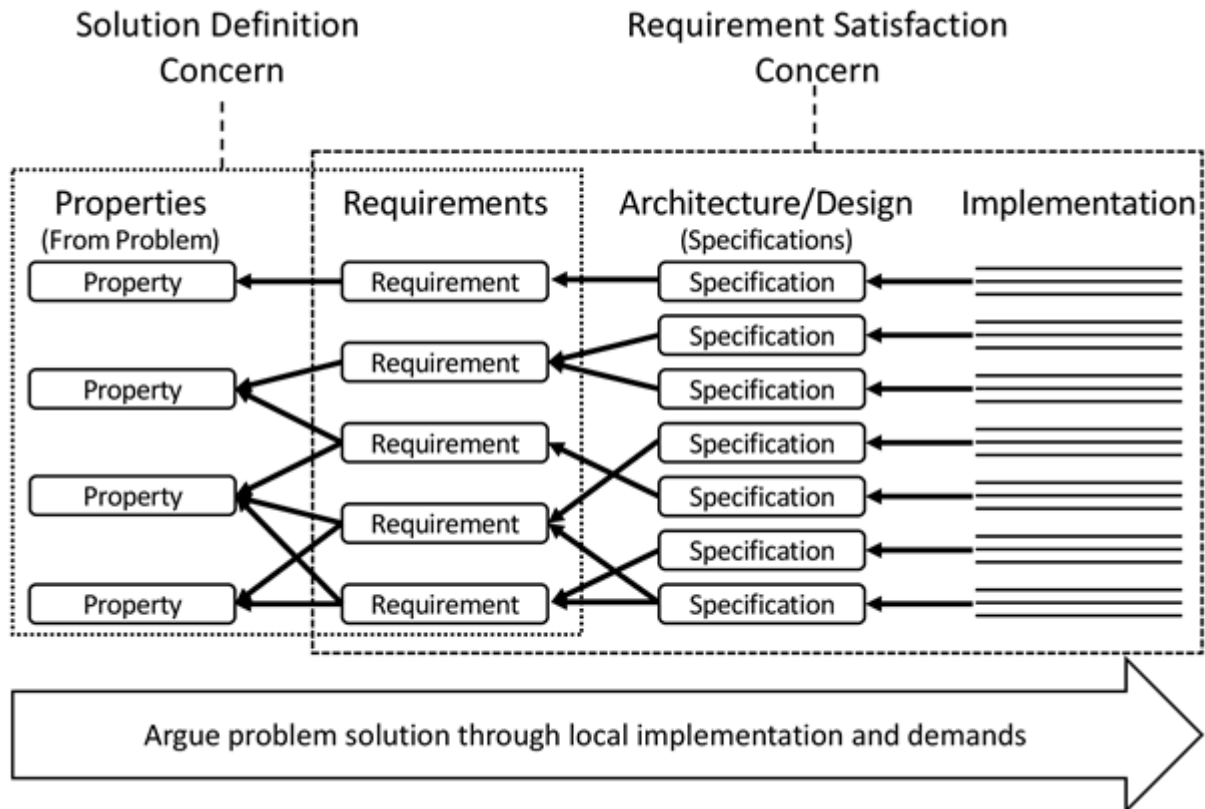 Solution Definition
Concern
Requirement Satisfaction
Concern
Properties
(From Problem)
Requirements
Architecture/Design
(Specifications)
Implementation
Property
Requirement
Specification
Specification
Requirement
Property
Specification
Requirement
Specification
Property
Specification
Requirement
Specification
Property
Requirement
Specification
Argue problem solution through local implementation and demands